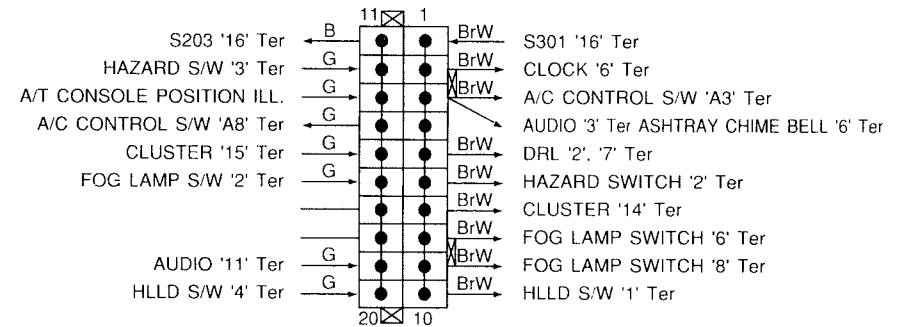 11 1
S203 '16' Ter B BrW S301 '16' Ter
HAZARD S/W '3' Ter G BrW CLOCK '6' Ter
A/T CONSOLE POSITION ILL. G BrW A/C CONTROL S/W 'A3' Ter
A/C CONTROL S/W 'A8' Ter G AUDIO '3' Ter ASHTRAY CHIME BELL '6' Ter
CLUSTER '15' Ter G BrW DRL '2'. '7' Ter
FOG LAMP S/W '2' Ter G BrW HAZARD SWITCH '2' Ter
BrW CLUSTER '14' Ter
BrW FOG LAMP SWITCH '6' Ter
AUDIO '11' Ter G BrW FOG LAMP SWITCH '8' Ter
HLLD S/W '4' Ter G BrW HLLD S/W '1' Ter
20 10